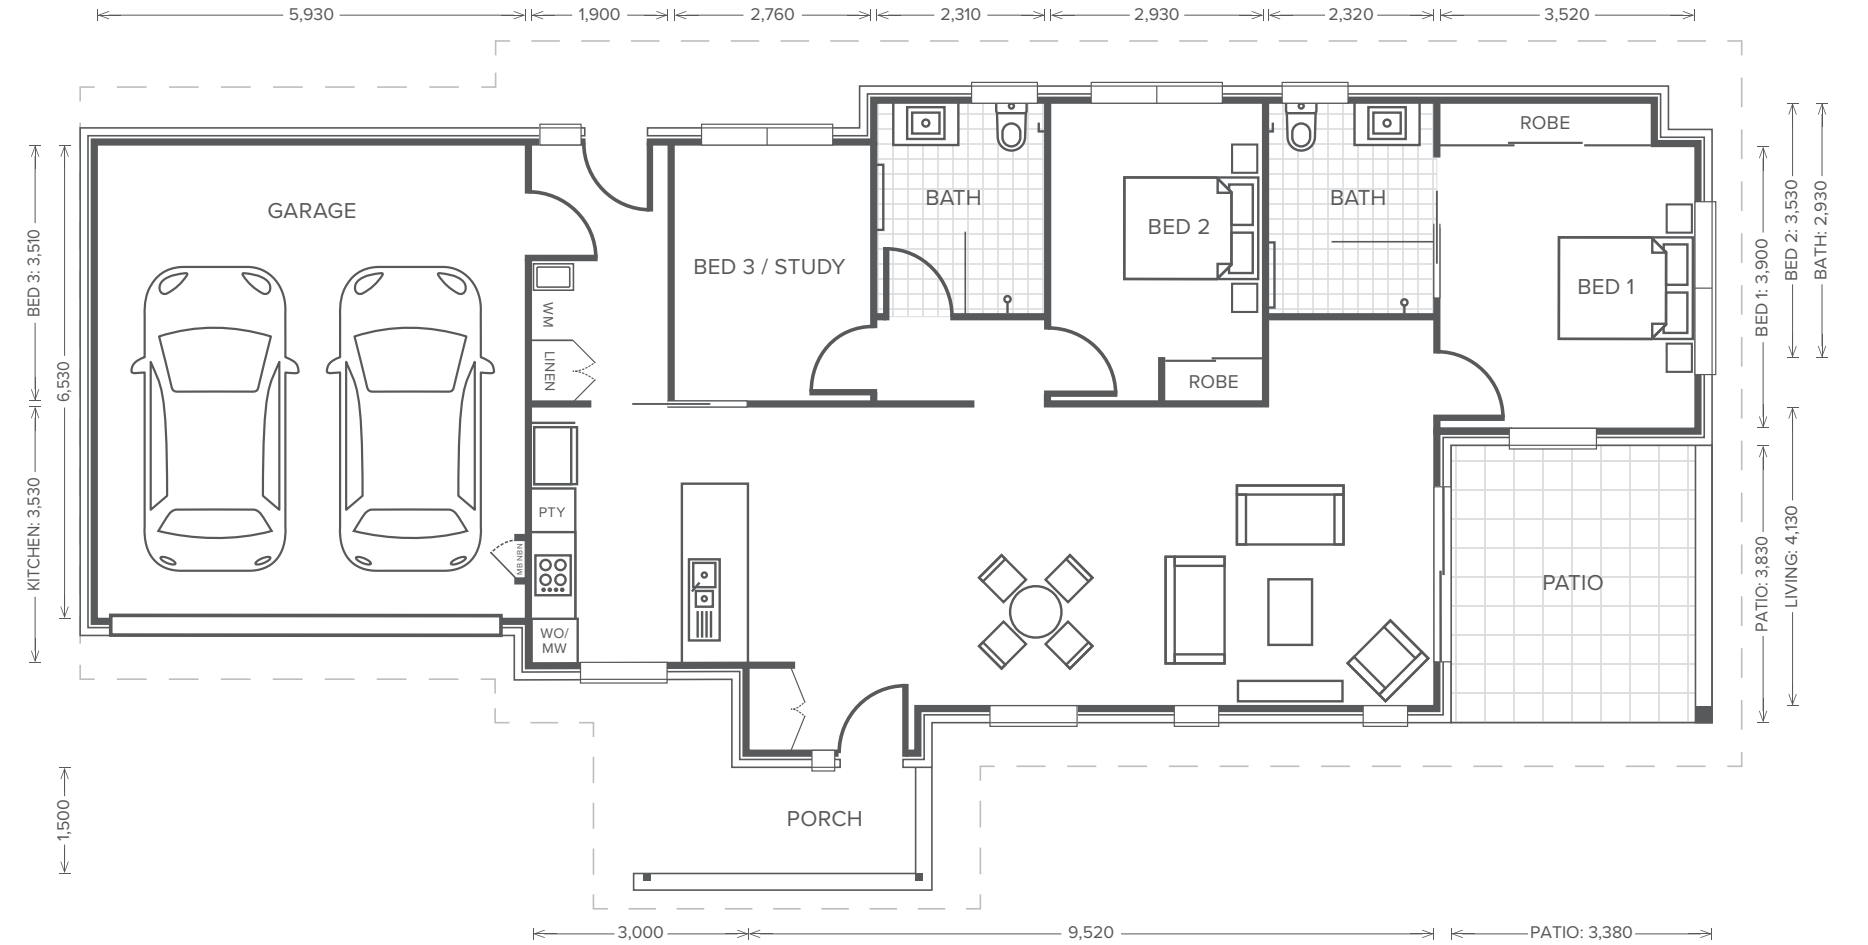 5,930
1,900
2,760
2,310
2,930
2,320
3,520
ROBE
GARAGE
BATH
BED 2
BATH
BED 3 / STUDY
BED 1
WM
LINEN
ROBE
PTY
MB NBN
WO/
MW
PATIO
PORCH
BED 3: 3,510
6,530
KITCHEN: 3,530
1,500
BED 1: 3,900
BED 2: 3,530
BATH: 2,930
PATIO: 3,830
LIVING: 4,130
3,000
9,520
PATIO: 3,380